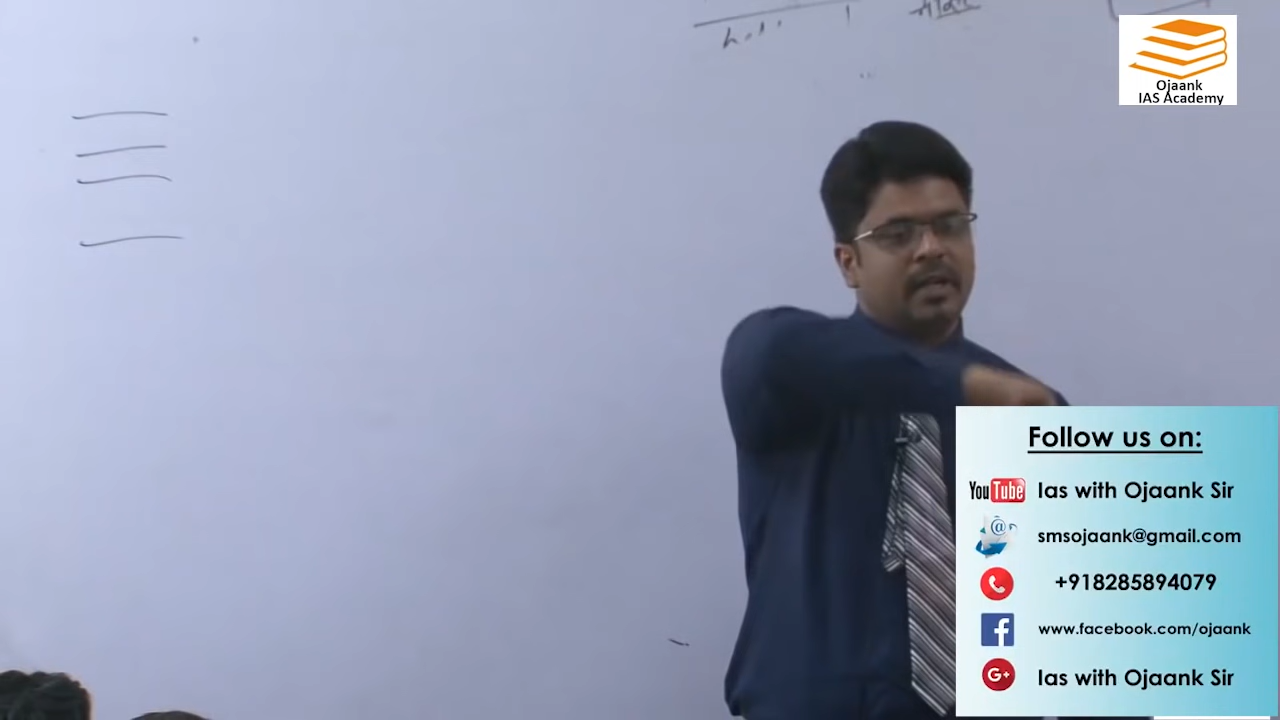 Ojaank
IAS Academy
Follow us on:
YouTube Ias with Ojaank Sir
@ smsojaank@gmail.com
+918285894079
f www.facebook.com/ojaank
G+ Ias with Ojaank Sir